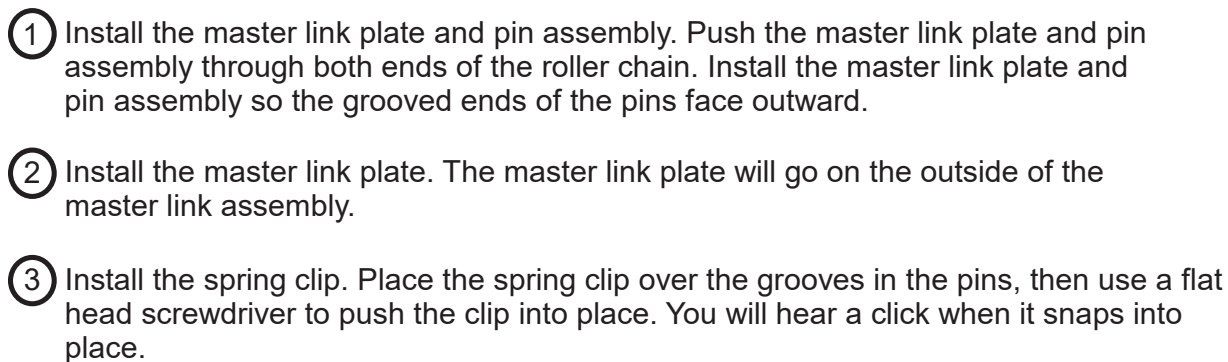 1 Install the master link plate and pin assembly. Push the master link plate and pin
assembly through both ends of the roller chain. Install the master link plate and
pin assembly so the grooved ends of the pins face outward.
2 Install the master link plate. The master link plate will go on the outside of the
master link assembly.
3 Install the spring clip. Place the spring clip over the grooves in the pins, then use a flat
head screwdriver to push the clip into place. You will hear a click when it snaps into
place.